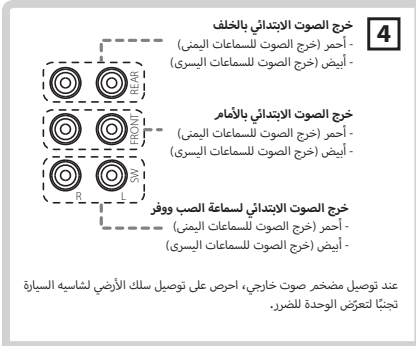 4
خرج الصوت الابتدائي بالخلف
- أحمر (خرج الصوت للسماعات اليمنى)
- أبيض (خرج الصوت للسماعات اليسرى)
REAR
خرج الصوت الابتدائي بالأمام
- أحمر (خرج الصوت للسماعات اليمنى)
- أبيض (خرج الصوت للسماعات اليسرى)
FRONT
SW
R L
خرج الصوت الابتدائي لسماعة الصب ووفر
- أحمر (خرج الصوت للسماعات اليمنى)
- أبيض (خرج الصوت للسماعات اليسرى)
عند توصيل مضخم صوت خارجي، احرص على توصيل سلك الأرضي لشاسيه السيارة
تجنبًا لتعرّض الوحدة للضرر.